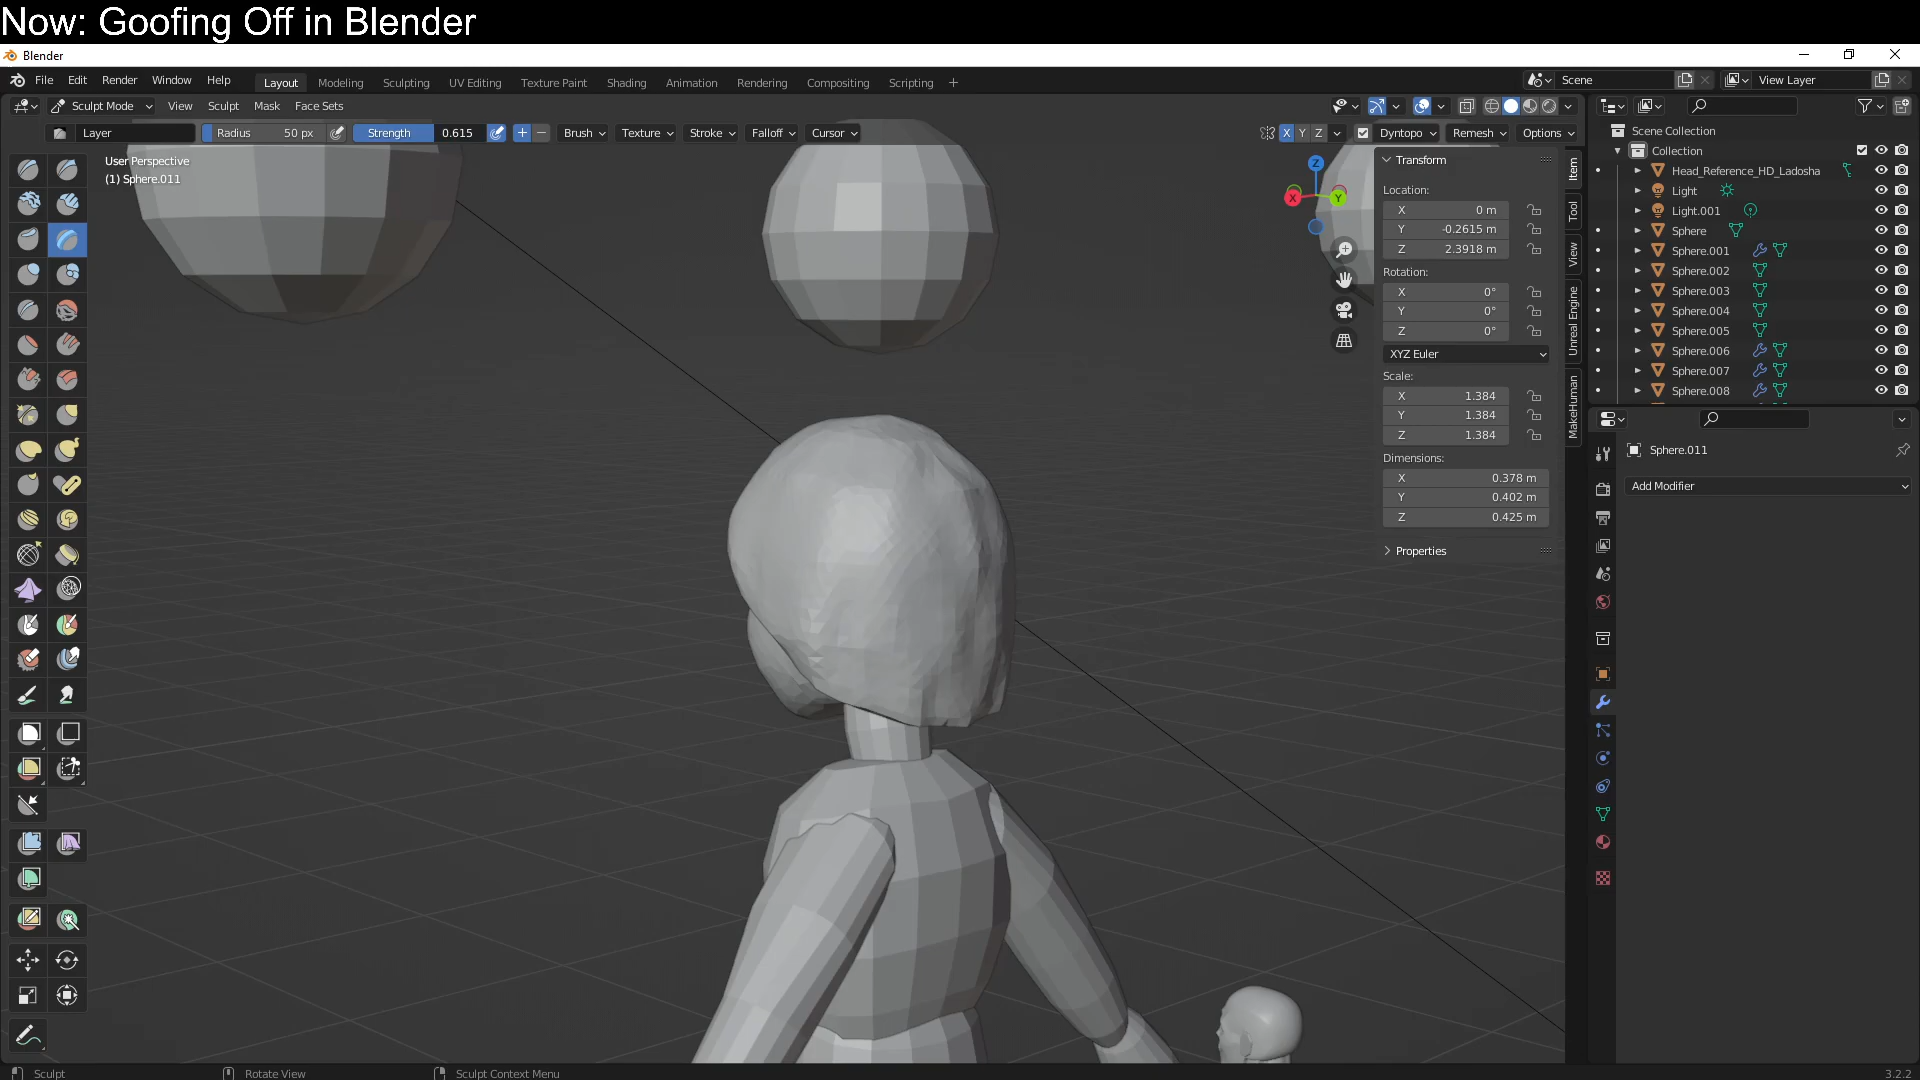 Now: Goofing Off in Blender
Blender
File Edit Render Window Help Layout Modeling Sculpting UV Editing Texture Paint Shading Animation Rendering Compositing Scripting + Scene View Layer
Sculpt Mode View Sculpt Mask Face Sets
Layer Radius 50 px Strength 0.615 + − Brush Texture Stroke Falloff Cursor X Y Z Dyntopo Remesh Options
User Perspective
(1) Sphere.011
Z
X Y
Transform
Location:
X 0 m
Y -0.2615 m
Z 2.3918 m
Rotation:
X 0°
Y 0°
Z 0°
XYZ Euler
Scale:
X 1.384
Y 1.384
Z 1.384
Dimensions:
X 0.378 m
Y 0.402 m
Z 0.425 m
Properties
Item
Tool
View
Unreal Engine
MakeHuman
Scene Collection
Collection
Head_Reference_HD_Ladosha
Light
Light.001
Sphere
Sphere.001
Sphere.002
Sphere.003
Sphere.004
Sphere.005
Sphere.006
Sphere.007
Sphere.008
Sphere.011
Add Modifier
Sculpt Rotate View Sculpt Context Menu 3.2.2